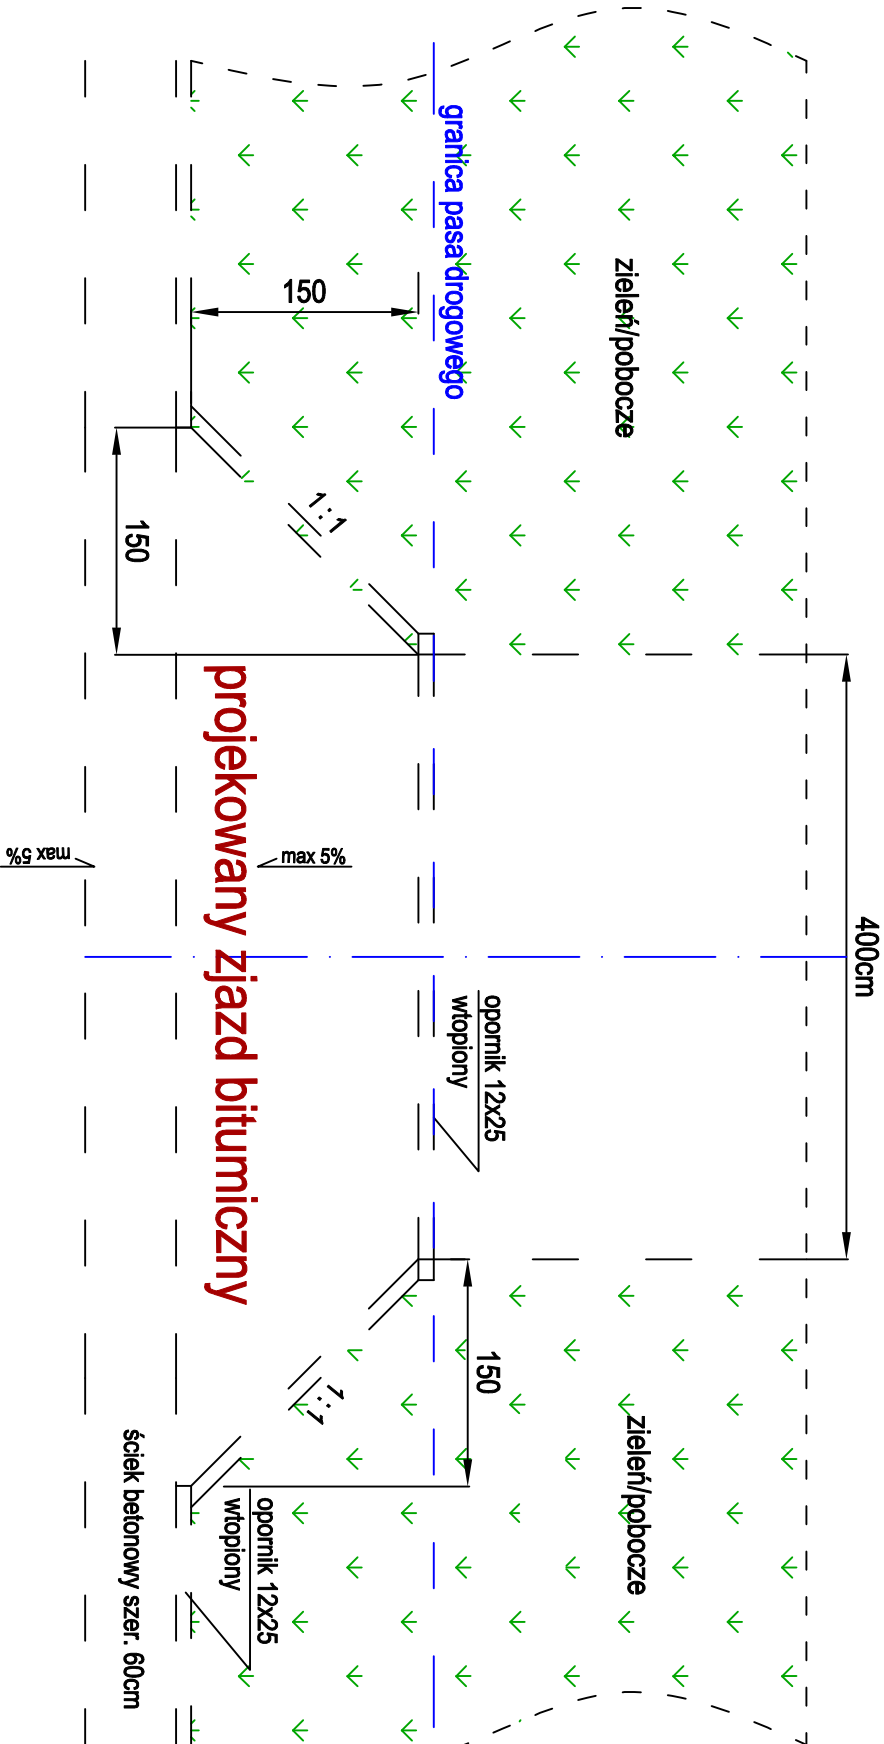 400cm
zieleń/pobocze
zieleń/pobocze
granica pasa drogowego
opornik 12x25
wtopiony
150
150
1:1
1:1
max 5%
projekowany zjazd bitumiczny
opornik 12x25
wtopiony
150
ściek betonowy szer. 60cm
max 5%